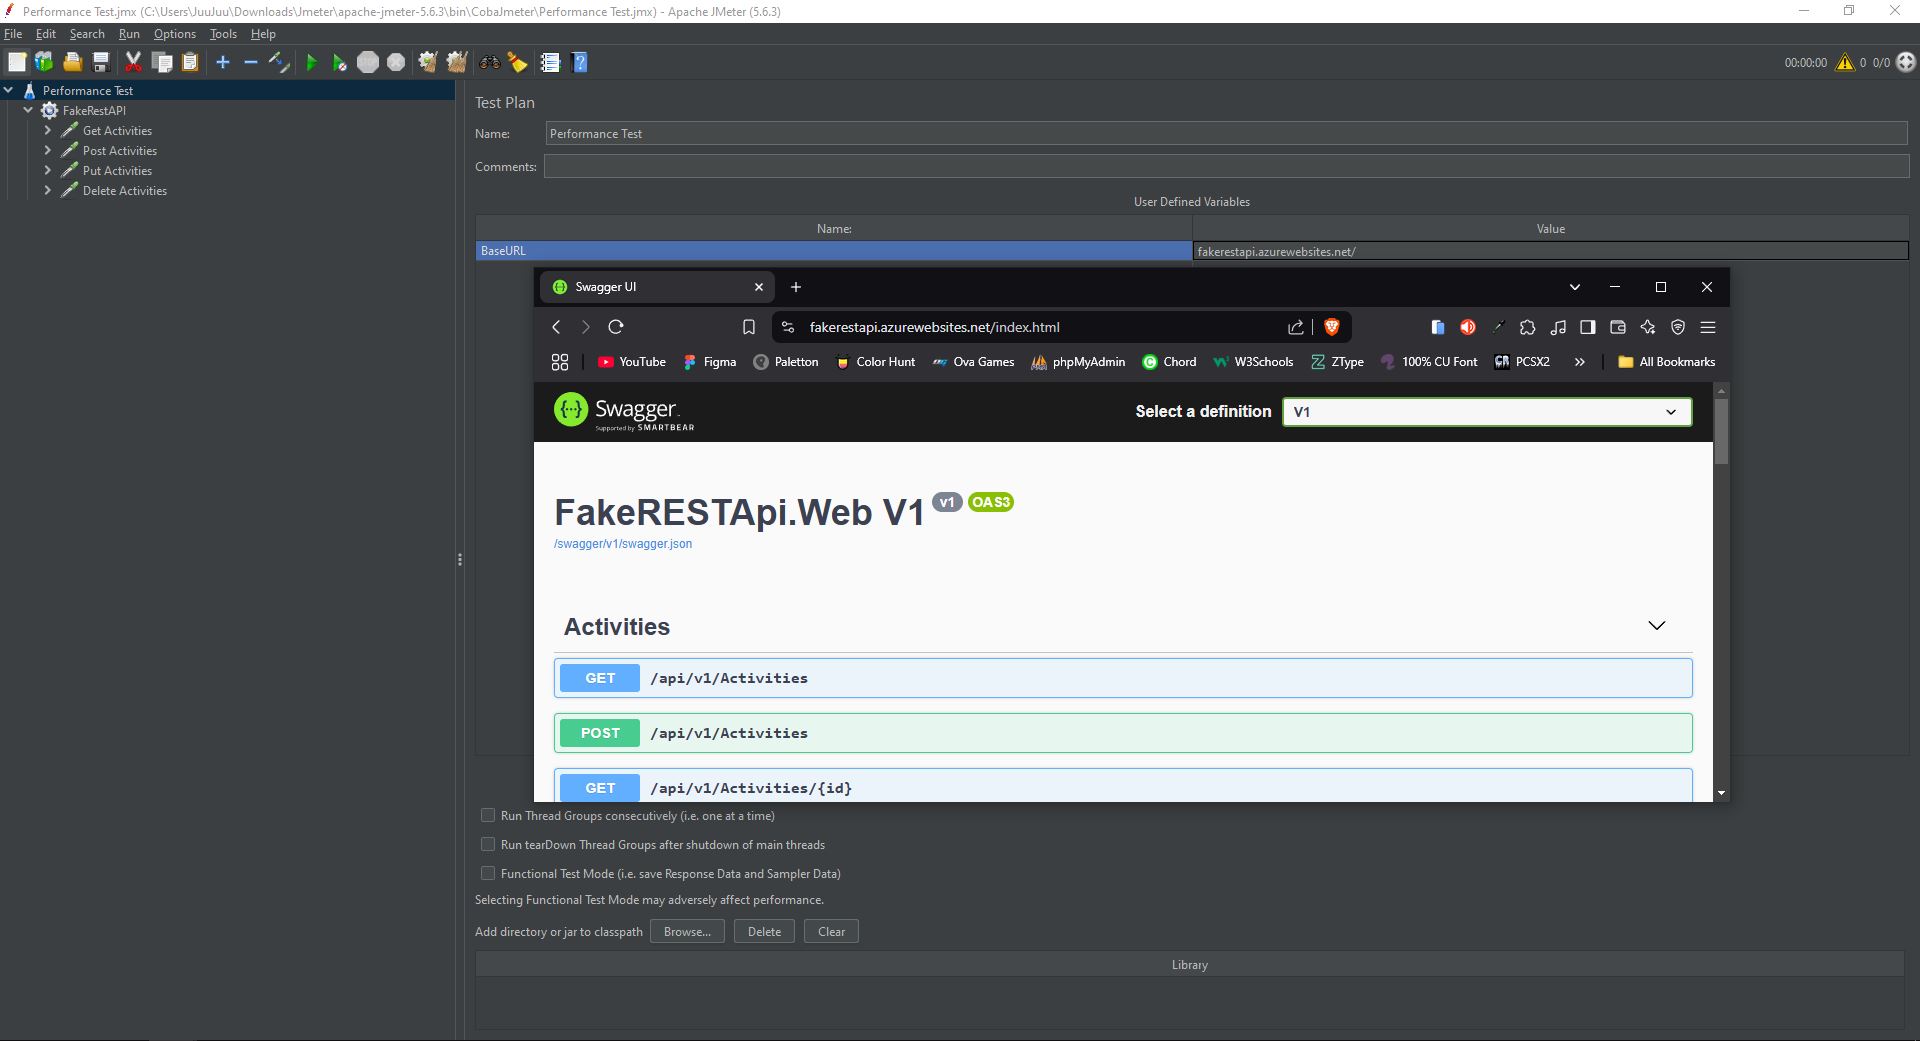 Performance Test.jmx (C:\Users\JuuJuu\Downloads\Jmeter\apache-jmeter-5.6.3\bin\CobaJmeter\Performance Test.jmx) - Apache JMeter (5.6.3)
File Edit Search Run Options Tools Help
00:00:00 0 0/0
Performance Test
FakeRestAPI
Get Activities
Post Activities
Put Activities
Delete Activities
Test Plan
Name: Performance Test
Comments:
User Defined Variables
Name: Value
BaseURL fakerestapi.azurewebsites.net/
Swagger UI
fakerestapi.azurewebsites.net/index.html
YouTube Figma Paletton Color Hunt Ova Games phpMyAdmin Chord W3Schools ZType 100% CU Font PCSX2 » All Bookmarks
Swagger
Supported by SMARTBEAR
Select a definition V1
FakeRESTApi.Web V1 v1 OAS3
/swagger/v1/swagger.json
Activities
GET /api/v1/Activities
POST /api/v1/Activities
GET /api/v1/Activities/{id}
Run Thread Groups consecutively (i.e. one at a time)
Run tearDown Thread Groups after shutdown of main threads
Functional Test Mode (i.e. save Response Data and Sampler Data)
Selecting Functional Test Mode may adversely affect performance.
Add directory or jar to classpath Browse... Delete Clear
Library